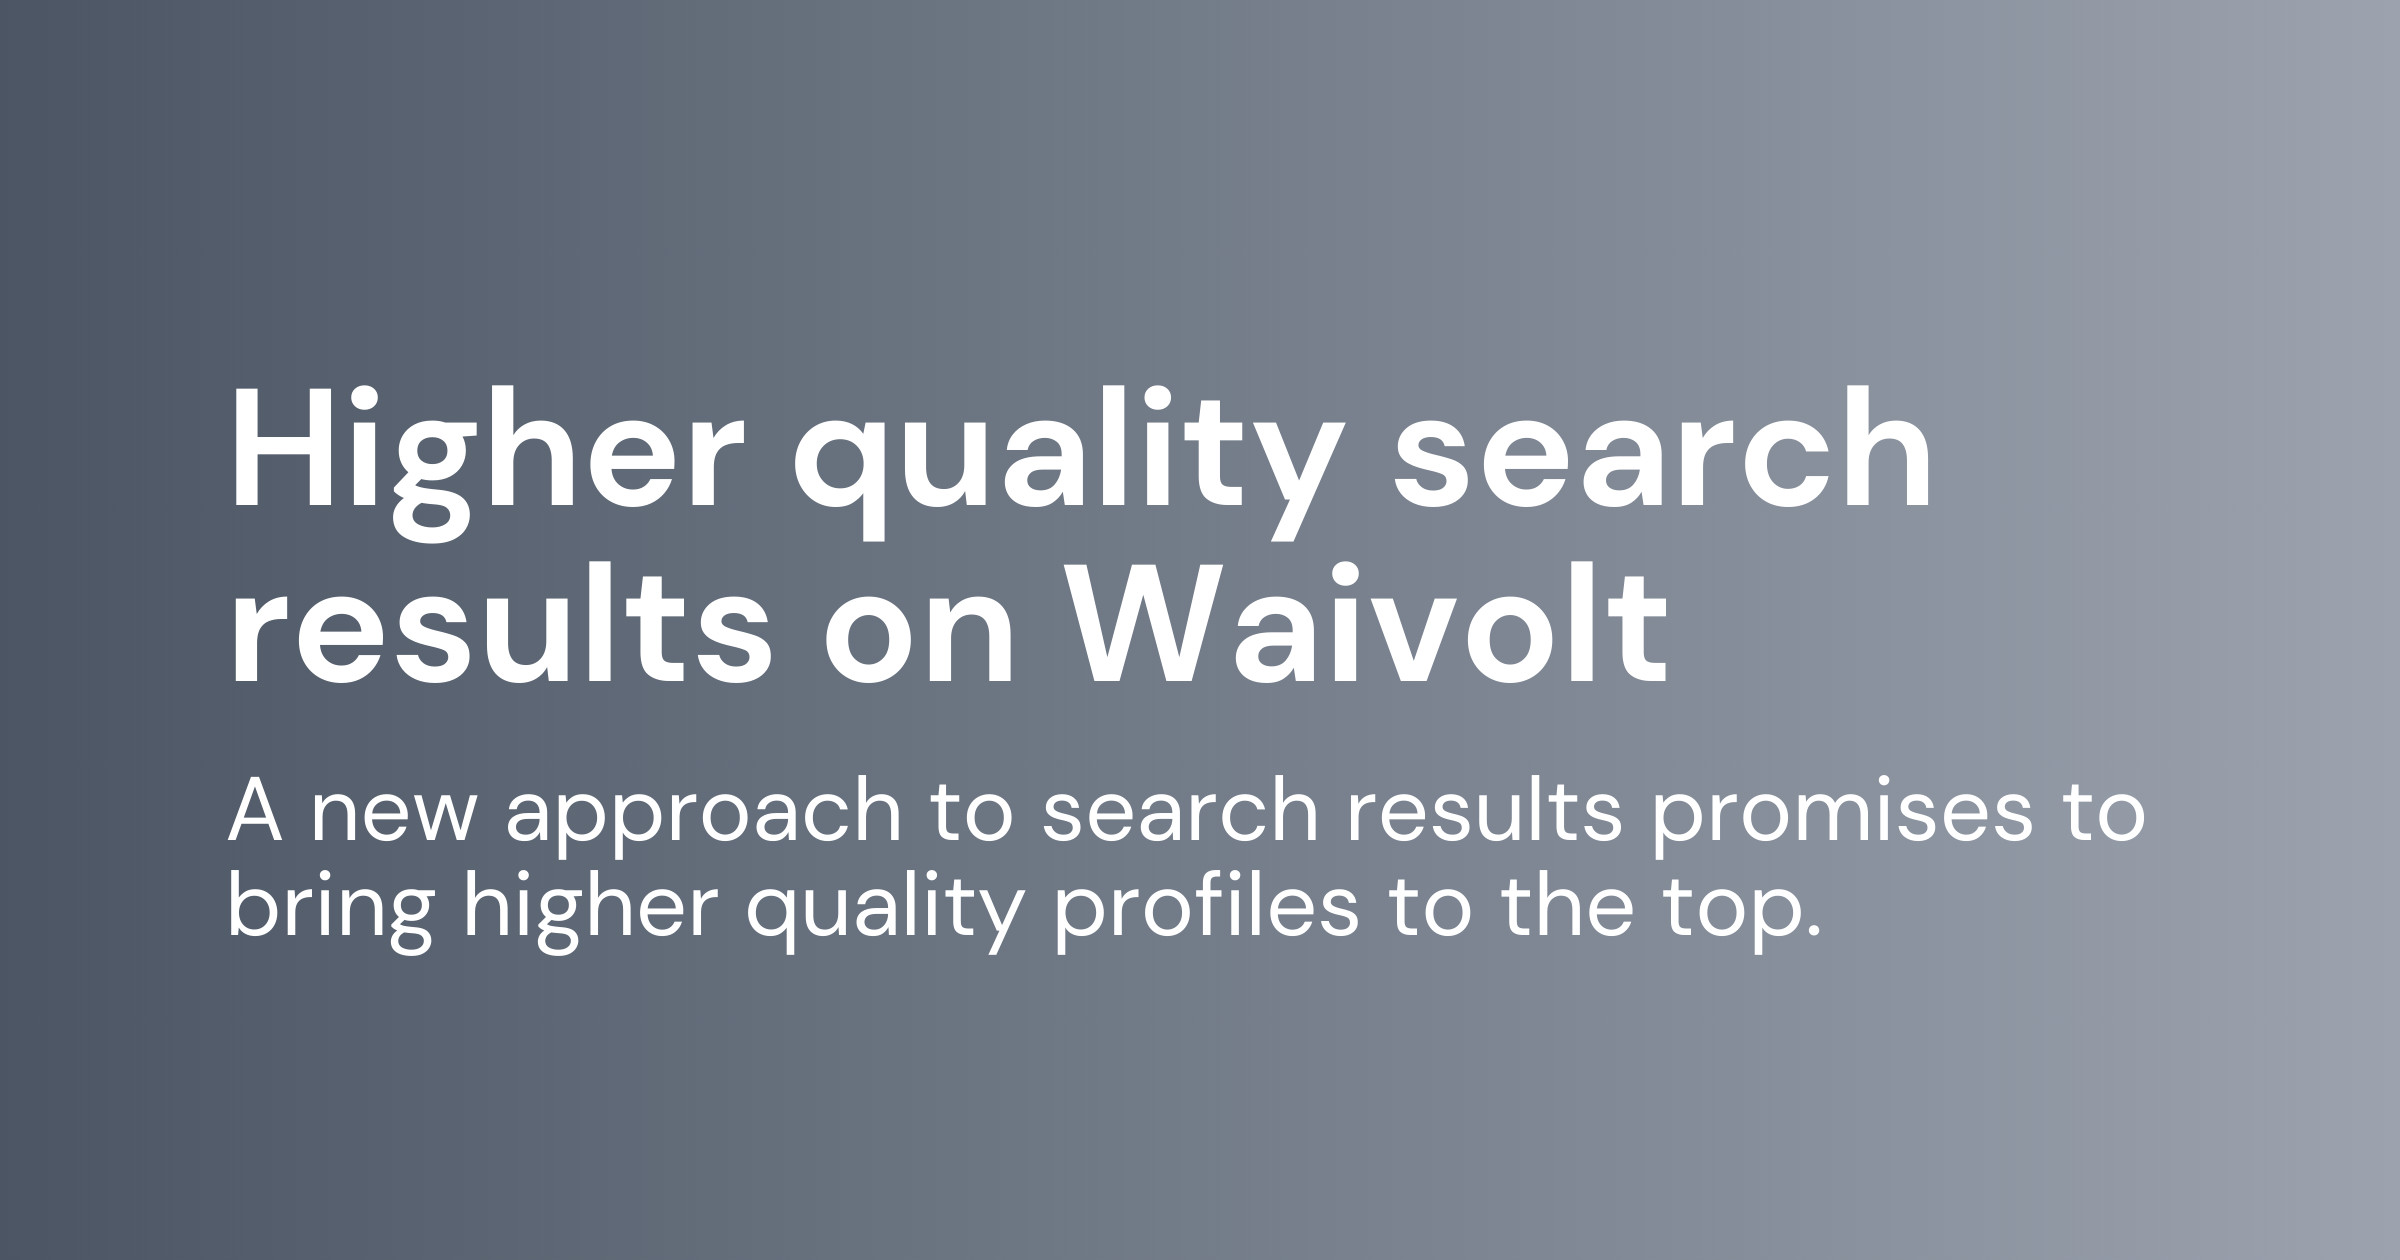 Higher quality search
results on Waivolt
A new approach to search results promises to
bring higher quality profiles to the top.